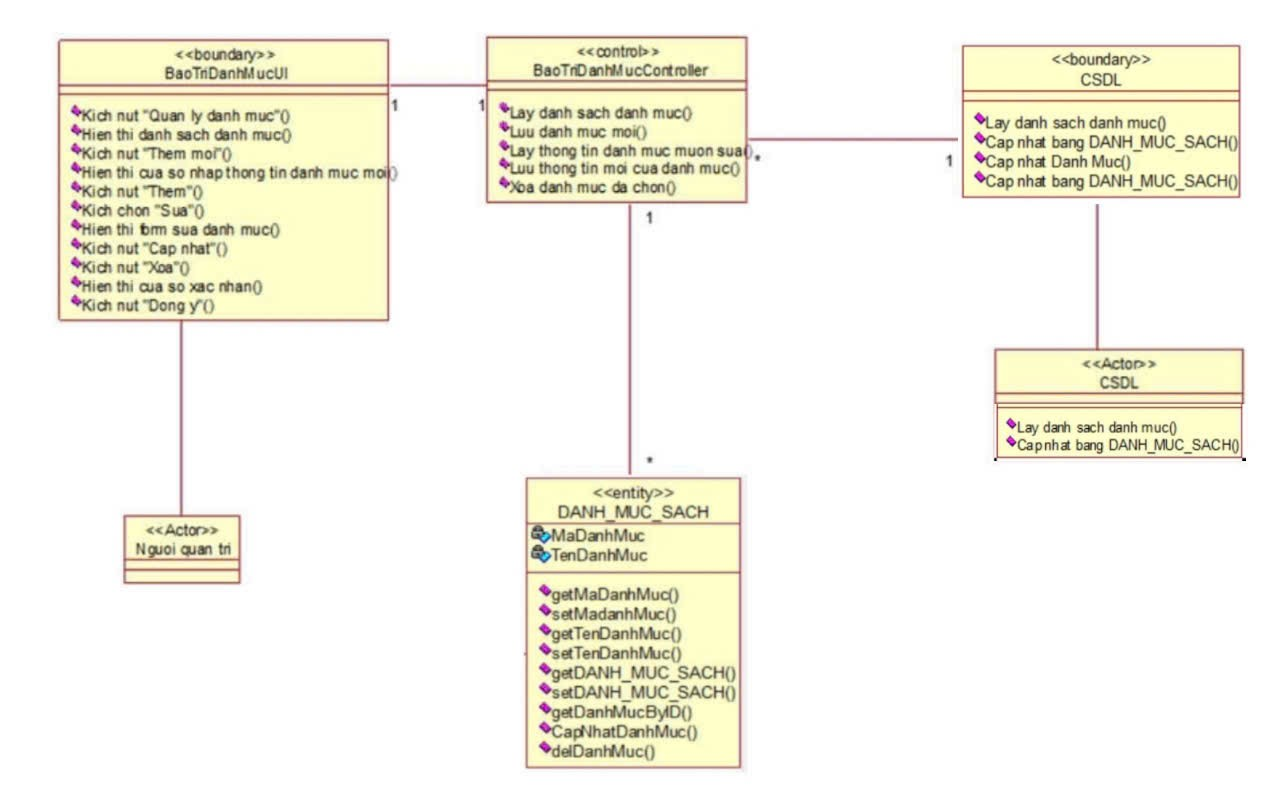 <<boundary>>
BaoTriDanhMucUI
Kich nut "Quan ly danh muc"()
Hien thi danh sach danh muc()
Kich nut "Them moi"()
Hien thi cua so nhap thong tin danh muc moi()
Kich nut "Them"()
Kich chon "Sua"()
Hien thi form sua danh muc()
Kich nut "Cap nhat"()
Kich nut "Xoa"()
Hien thi cua so xac nhan()
Kich nut "Dong y"()
1
1
<<control>>
BaoTriDanhMucController
Lay danh sach danh muc()
Luu danh muc moi()
Lay thong tin danh muc muon sua()
Luu thong tin moi cua danh muc()
Xoa danh muc da chon()
*
1
<<boundary>>
CSDL
Lay danh sach danh muc()
Cap nhat bang DANH_MUC_SACH()
Cap nhat Danh Muc()
Cap nhat bang DANH_MUC_SACH()
1
*
<<Actor>>
CSDL
Lay danh sach danh muc()
Cap nhat bang DANH_MUC_SACH()
<<Actor>>
Nguoi quan tri
<<entity>>
DANH_MUC_SACH
MaDanhMuc
TenDanhMuc
getMaDanhMuc()
setMadanhMuc()
getTenDanhMuc()
setTenDanhMuc()
getDANH_MUC_SACH()
setDANH_MUC_SACH()
getDanhMucByID()
CapNhatDanhMuc()
delDanhMuc()